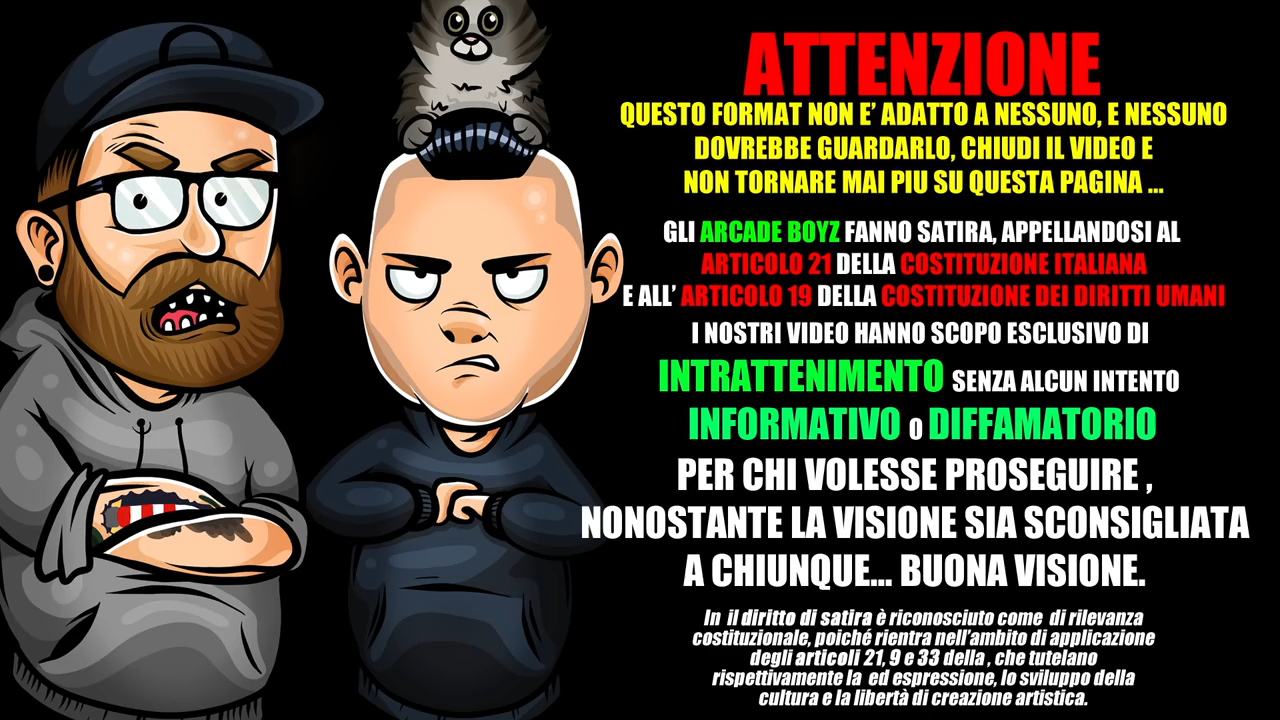 ATTENZIONE
QUESTO FORMAT NON E' ADATTO A NESSUNO, E NESSUNO
DOVREBBE GUARDARLO, CHIUDI IL VIDEO E
NON TORNARE MAI PIU SU QUESTA PAGINA ...
GLI ARCADE BOYZ FANNO SATIRA, APPELLANDOSI AL
ARTICOLO 21 DELLA COSTITUZIONE ITALIANA
E ALL' ARTICOLO 19 DELLA COSTITUZIONE DEI DIRITTI UMANI
I NOSTRI VIDEO HANNO SCOPO ESCLUSIVO DI
INTRATTENIMENTO SENZA ALCUN INTENTO
INFORMATIVO O DIFFAMATORIO
PER CHI VOLESSE PROSEGUIRE ,
NONOSTANTE LA VISIONE SIA SCONSIGLIATA
A CHIUNQUE... BUONA VISIONE.
In il diritto di satira è riconosciuto come di rilevanza
costituzionale, poiché rientra nell'ambito di applicazione
degli articoli 21, 9 e 33 della , che tutelano
rispettivamente la ed espressione, lo sviluppo della
cultura e la libertà di creazione artistica.